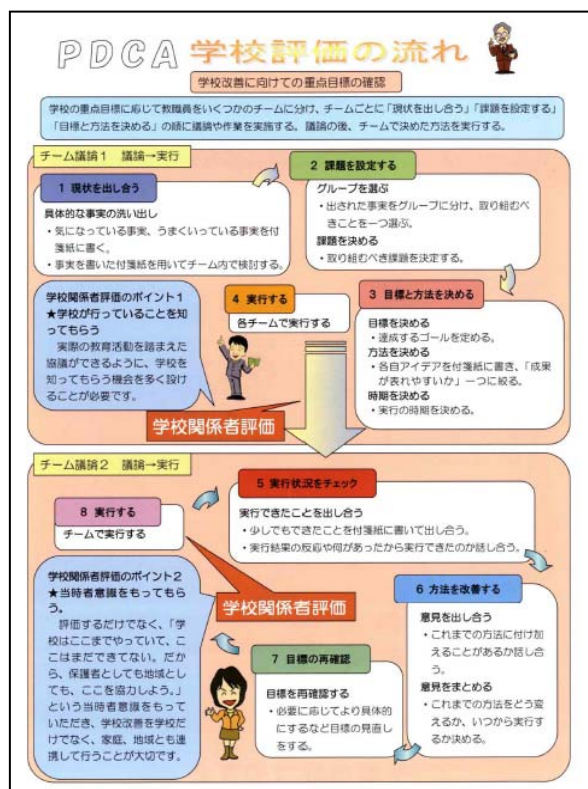 PDCA 学校評価の流れ
学校改善に向けての重点目標の確認
学校の重点目標に応じて教職員をいくつかのチームに分け、チームごとに「現状を出し合う」「課題を設定する」
「目標と方法を決める」の順に議論や作業を実施する。議論の後、チームで決めた方法を実行する。
チーム議論1 議論→実行
1 現状を出し合う
具体的な事実の洗い出し
・気になっている事実、うまくいっている事実を付
箋紙に書く。
・事実を書いた付箋紙を用いてチーム内で検討する。
2 課題を設定する
グループを選ぶ
・出された事実をグループに分け、取り組むべ
きことを一つ選ぶ。
課題を決める
・取り組むべき課題を決定する。
3 目標と方法を決める
目標を決める
・達成するゴールを定める。
方法を決める
・各自アイデアを付箋紙に書き、「成果
が表れやすいか」一つに絞る。
時期を決める
・実行の時期を決める。
4 実行する
各チームで実行する
学校関係者評価のポイント1
★学校が行っていることを知
ってもらう
実際の教育活動を踏まえた
協議ができるように、学校を
知ってもらう機会を多く設け
ることが必要です。
学校関係者評価
チーム議論2 議論→実行
5 実行状況をチェック
実行できたことを出し合う
・少しでもできたことを付箋紙に書いて出し合う。
・実行結果の反応や何があったから実行できたのか話し合う。
6 方法を改善する
意見を出し合う
・これまでの方法に付け加
えることがあるか話し合
う。
意見をまとめる
・これまでの方法をどう変
えるか、いつから実行す
るか決める。
7 目標の再確認
目標を再確認する
・必要に応じてより具体的
にするなど目標の見直し
をする。
8 実行する
チームで実行する
学校関係者評価
学校関係者評価のポイント2
★当時者意識をもってもら
う。
評価するだけでなく、「学
校はここまでやっていて、こ
こはまだできてない。だか
ら、保護者としても地域とし
ても、ここを協力しよう。」
という当時者意識をもって
いただき、学校改善を学校だ
けでなく、家庭、地域とも連
携して行うことが大切です。